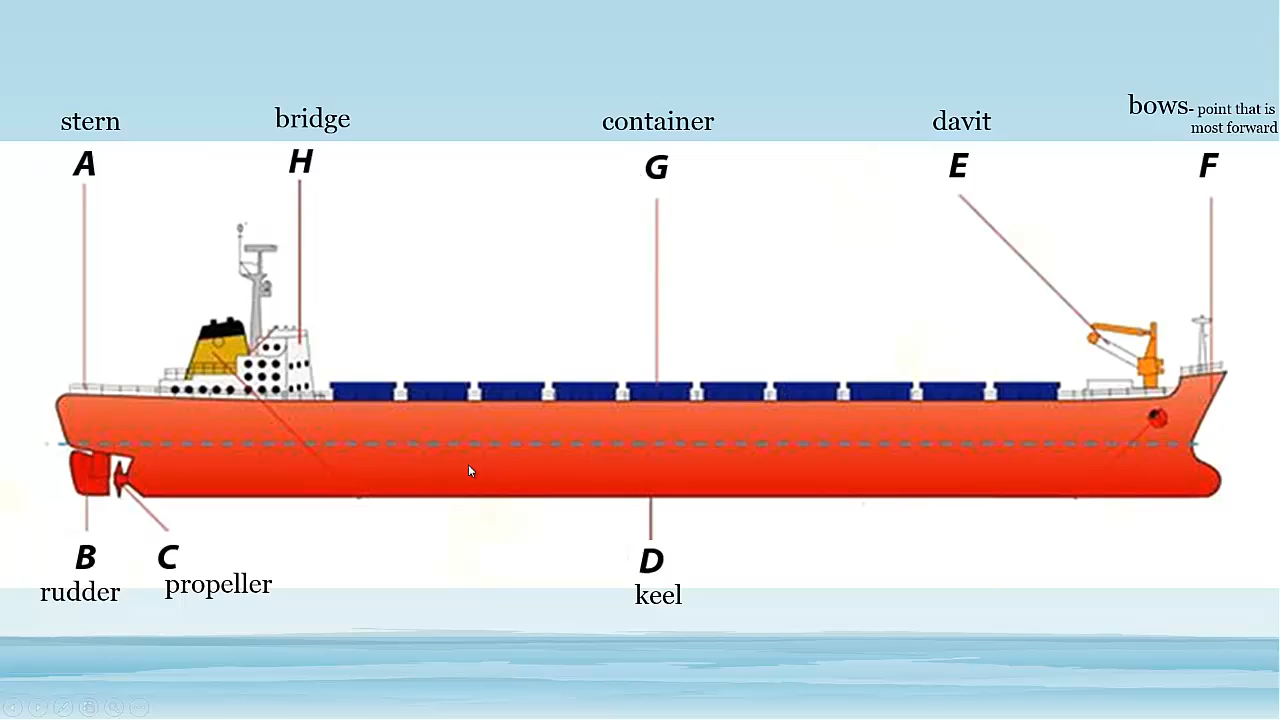 stern
bridge
container
davit
bows- point that is
most forward
A
H
G
E
F
B
C
D
rudder
propeller
keel